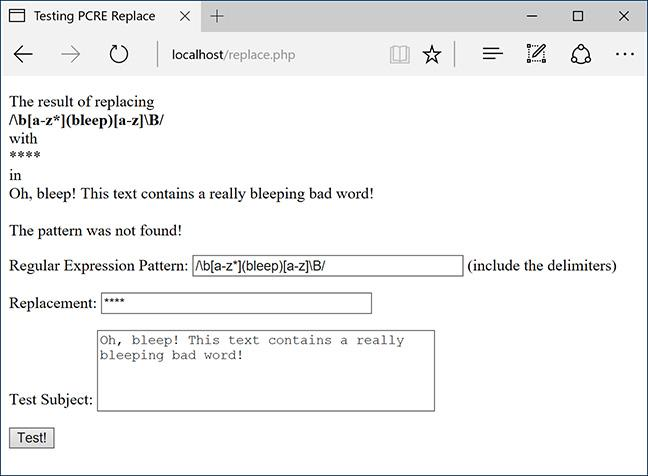 Testing PCRE Replace
localhost/replace.php
The result of replacing
/\b[a-z*](bleep)[a-z]\B/
with
****
in
Oh, bleep! This text contains a really bleeping bad word!
The pattern was not found!
Regular Expression Pattern: /\b[a-z*](bleep)[a-z]\B/ (include the delimiters)
Replacement: ****
Oh, bleep! This text contains a really
bleeping bad word!
Test Subject:
Test!